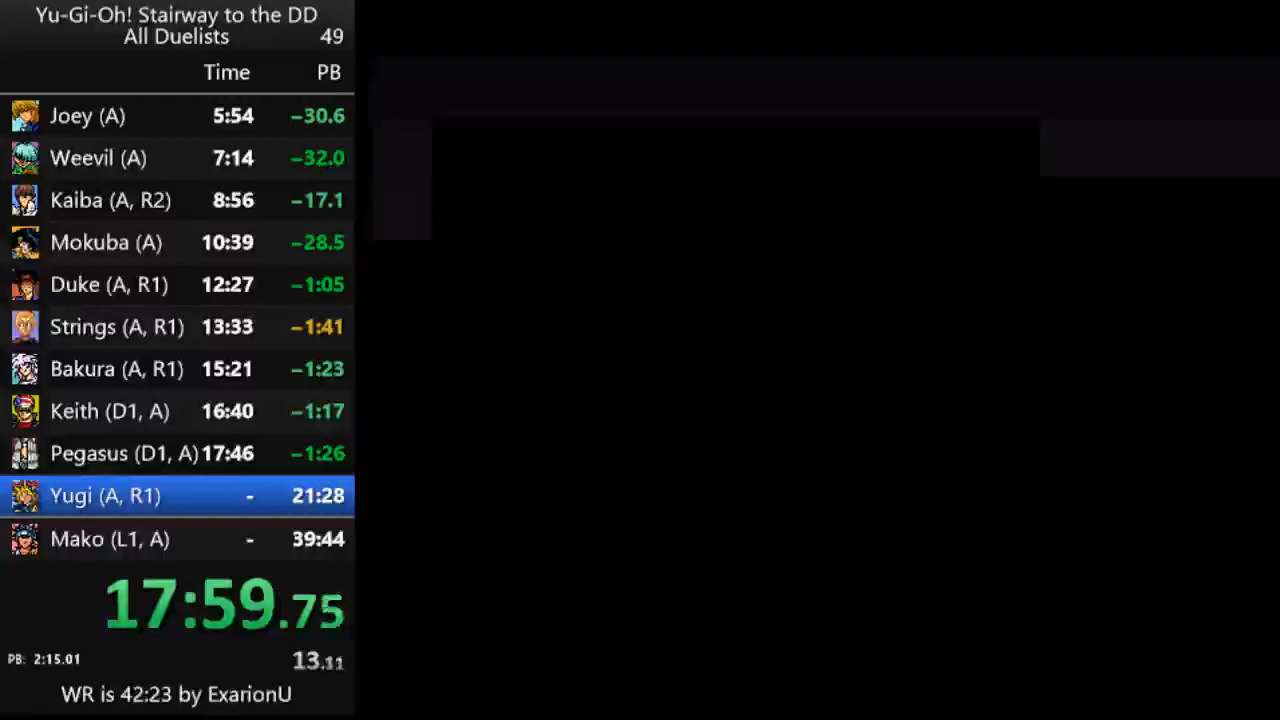 Yu-Gi-Oh! Stairway to the DD
All Duelists 49
Time PB
Joey (A) 5:54 −30.6
Weevil (A) 7:14 −32.0
Kaiba (A, R2) 8:56 −17.1
Mokuba (A) 10:39 −28.5
Duke (A, R1) 12:27 −1:05
Strings (A, R1) 13:33 −1:41
Bakura (A, R1) 15:21 −1:23
Keith (D1, A) 16:40 −1:17
Pegasus (D1, A) 17:46 −1:26
Yugi (A, R1) - 21:28
Mako (L1, A) - 39:44
17:59.75
PB: 2:15.01 13.11
WR is 42:23 by ExarionU